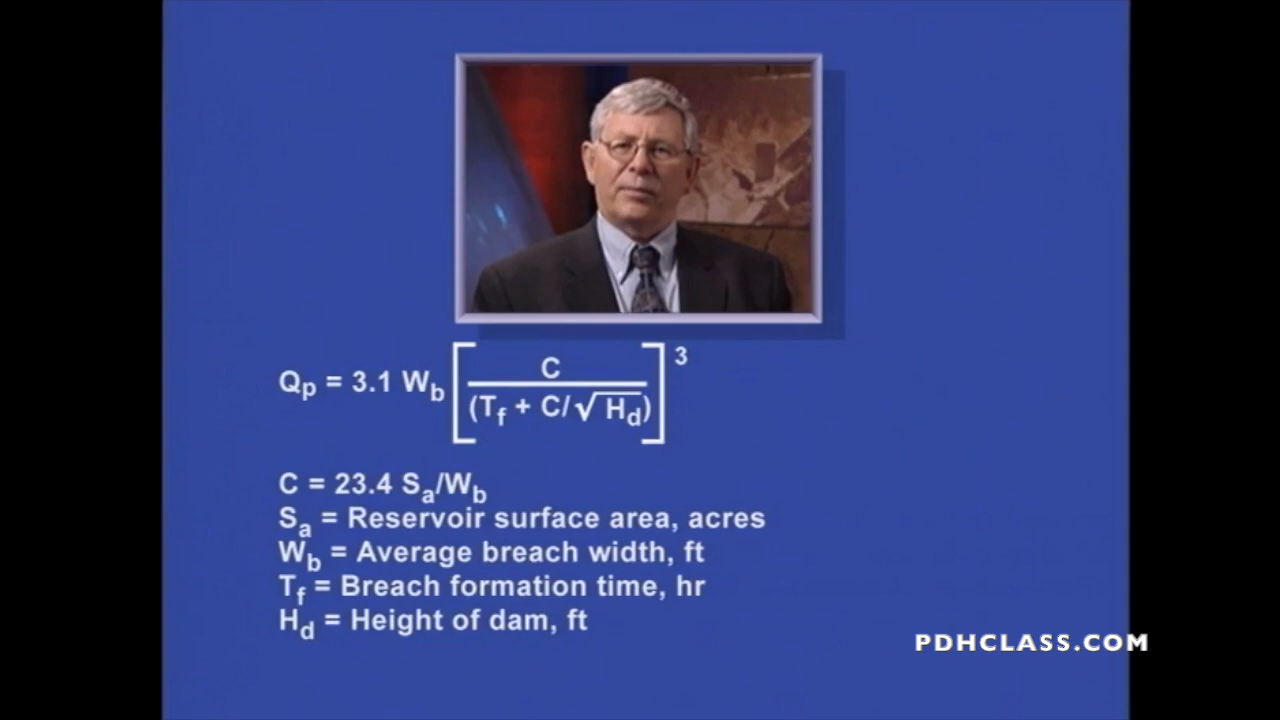 Qp = 3.1 Wb [ C / (Tf + C/√Hd) ]³
C = 23.4 Sa/Wb
Sa = Reservoir surface area, acres
Wb = Average breach width, ft
Tf = Breach formation time, hr
Hd = Height of dam, ft
PDHCLASS.COM